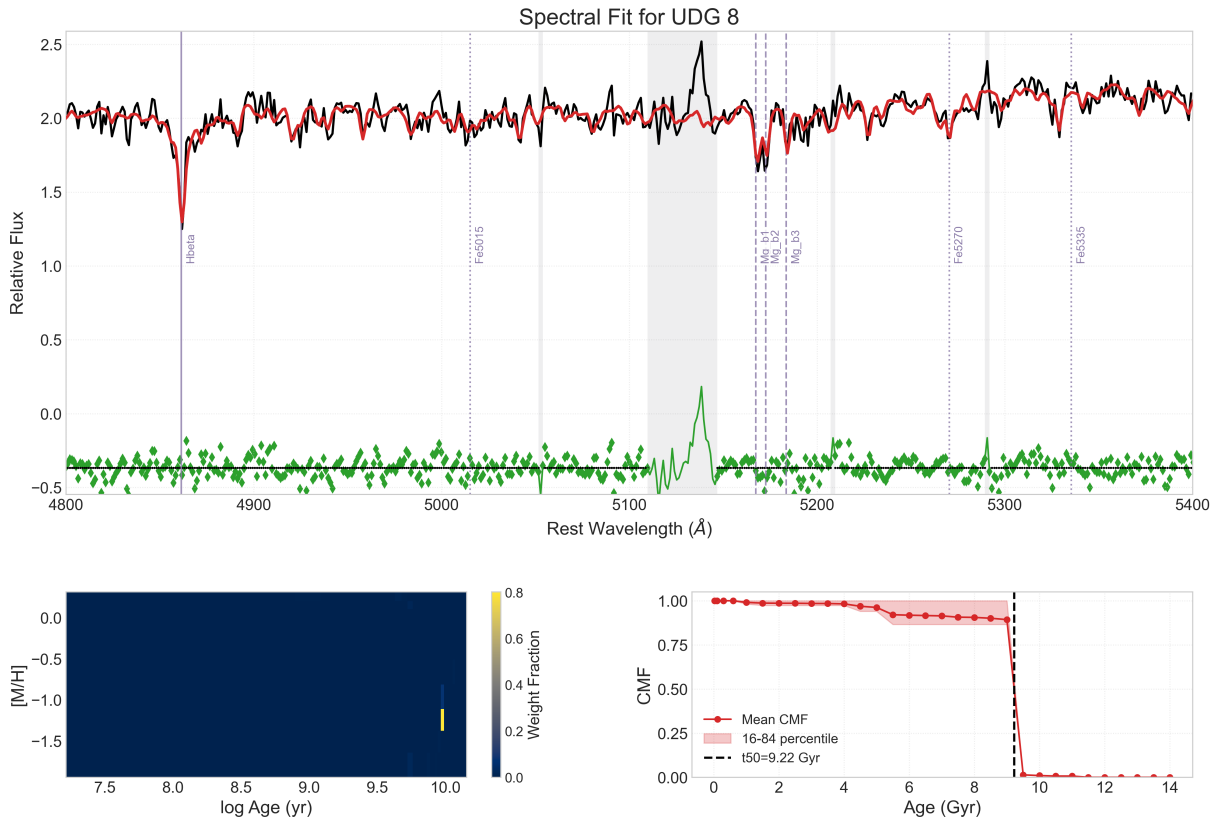 Spectral Fit for UDG 8
2.5
2.0
1.5
1.0
0.5
0.0
−0.5
Relative Flux
Hbeta
Fe5015
Mg_b1
Mg_b2
Mg_b3
Fe5270
Fe5335
4800
4900
5000
5100
5200
5300
5400
Rest Wavelength (Å)
0.0
−0.5
−1.0
−1.5
[M/H]
7.5
8.0
8.5
9.0
9.5
10.0
log Age (yr)
0.8
0.6
0.4
0.2
0.0
Weight Fraction
1.00
0.75
0.50
0.25
0.00
CMF
Mean CMF
16-84 percentile
t50=9.22 Gyr
0
2
4
6
8
10
12
14
Age (Gyr)